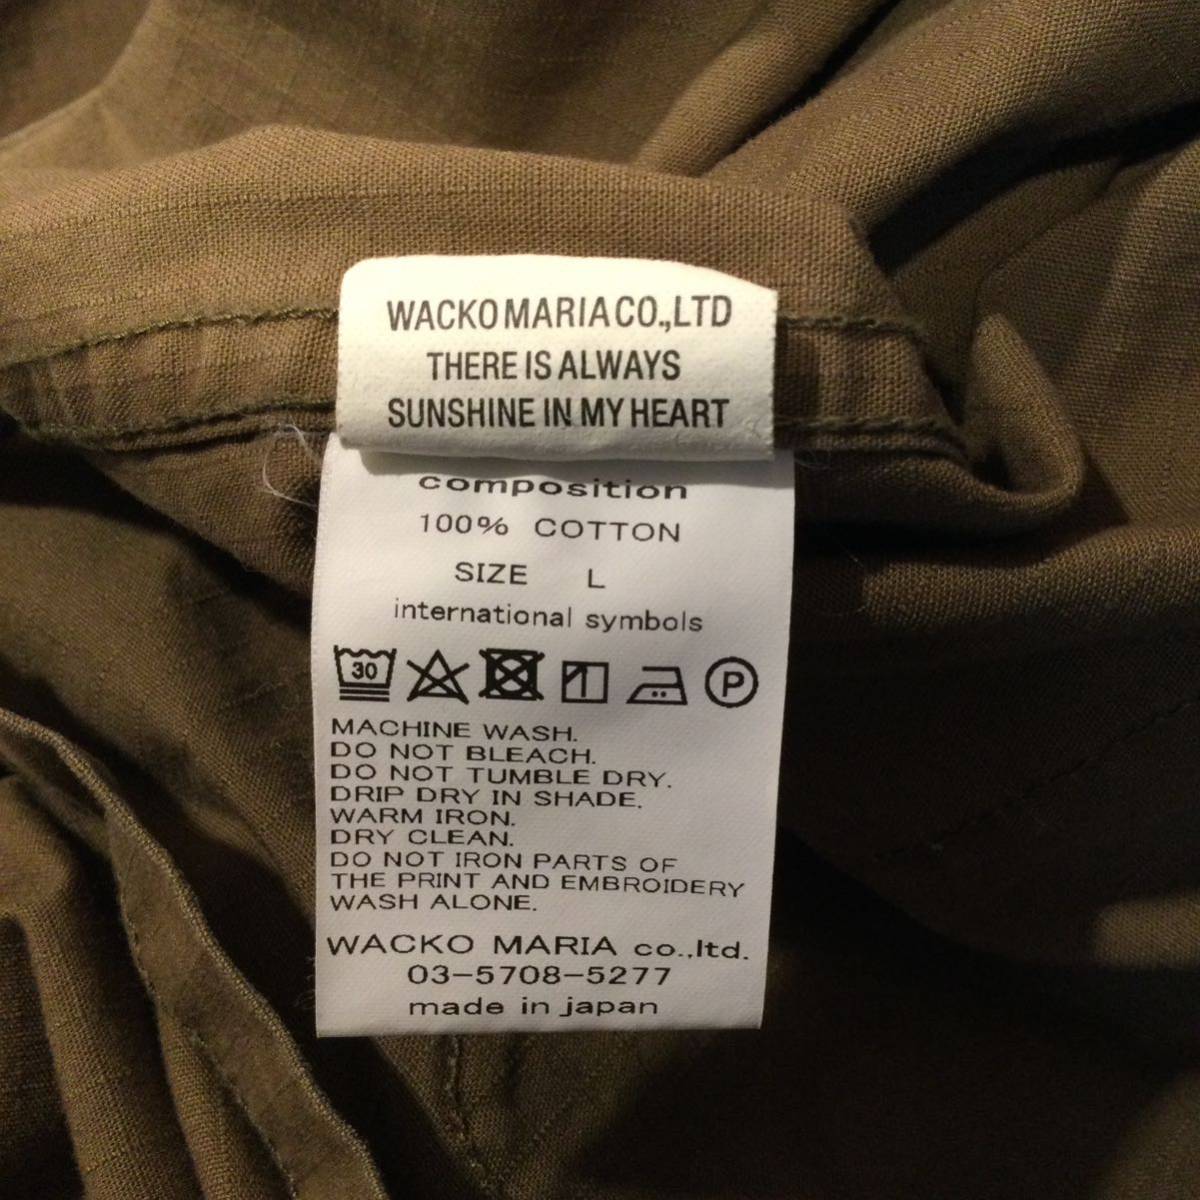 WACKO MARIA CO.,LTD
THERE IS ALWAYS
SUNSHINE IN MY HEART
composition
100% COTTON
SIZE L
international symbols
30 P
MACHINE WASH.
DO NOT BLEACH.
DO NOT TUMBLE DRY.
DRIP DRY IN SHADE.
WARM IRON.
DRY CLEAN.
DO NOT IRON PARTS OF
THE PRINT AND EMBROIDERY
WASH ALONE.
WACKO MARIA co.,ltd.
03-5708-5277
made in japan